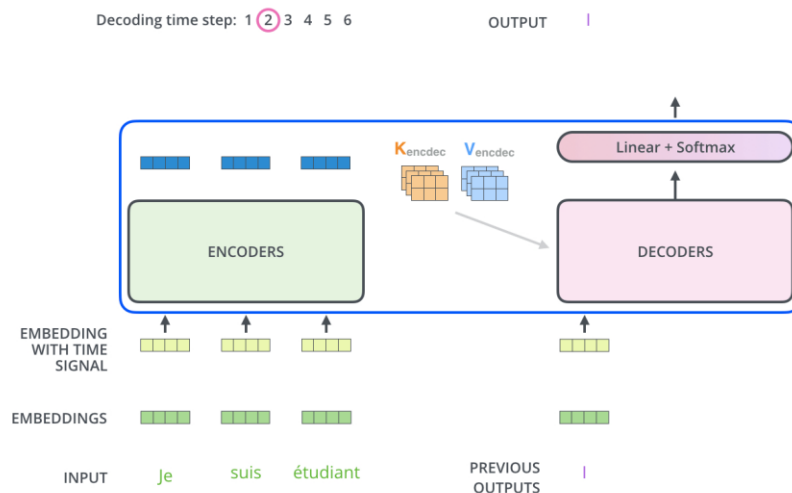 Decoding time step: 1 2 3 4 5 6
OUTPUT I
Kencdec Vencdec
Linear + Softmax
ENCODERS
DECODERS
EMBEDDING
WITH TIME
SIGNAL
EMBEDDINGS
INPUT Je suis étudiant
PREVIOUS
OUTPUTS I